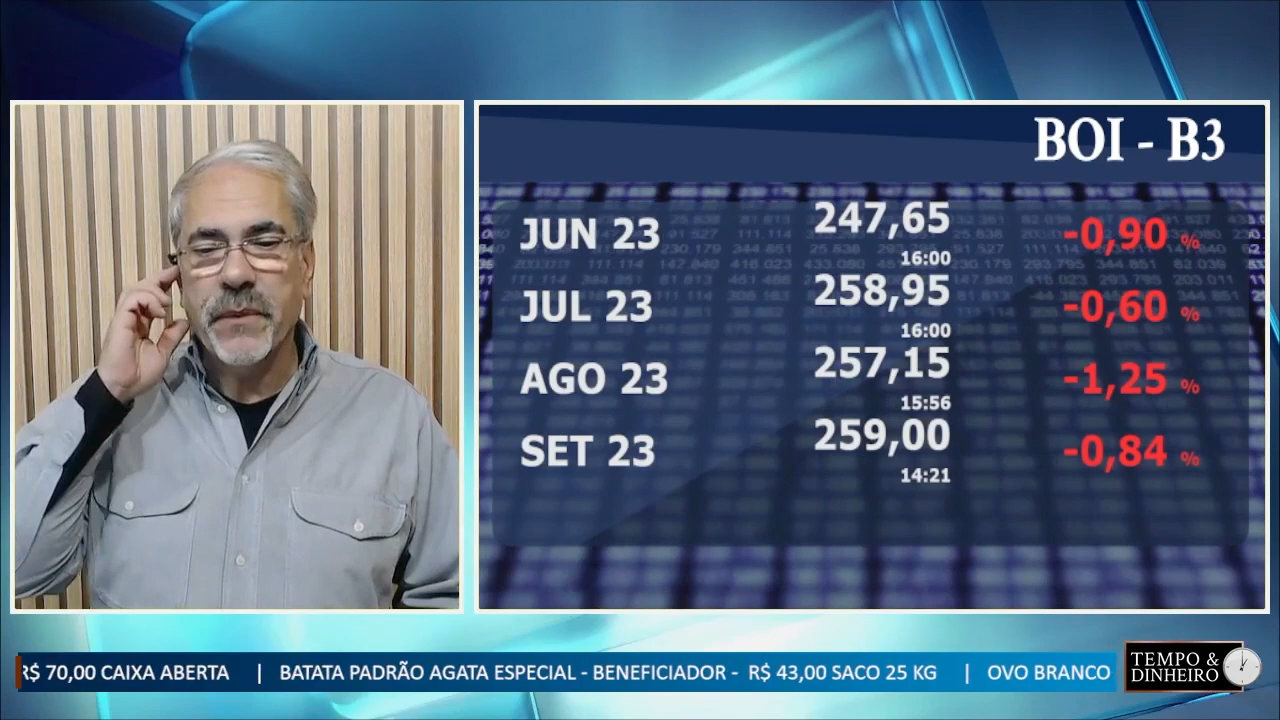 BOI - B3
JUN 23 247,65 -0,90 %
16:00
JUL 23 258,95 -0,60 %
16:00
AGO 23 257,15 -1,25 %
15:56
SET 23 259,00 -0,84 %
14:21
R$ 70,00 CAIXA ABERTA | BATATA PADRÃO AGATA ESPECIAL - BENEFICIADOR - R$ 43,00 SACO 25 KG | OVO BRANCO
TEMPO &
DINHEIRO